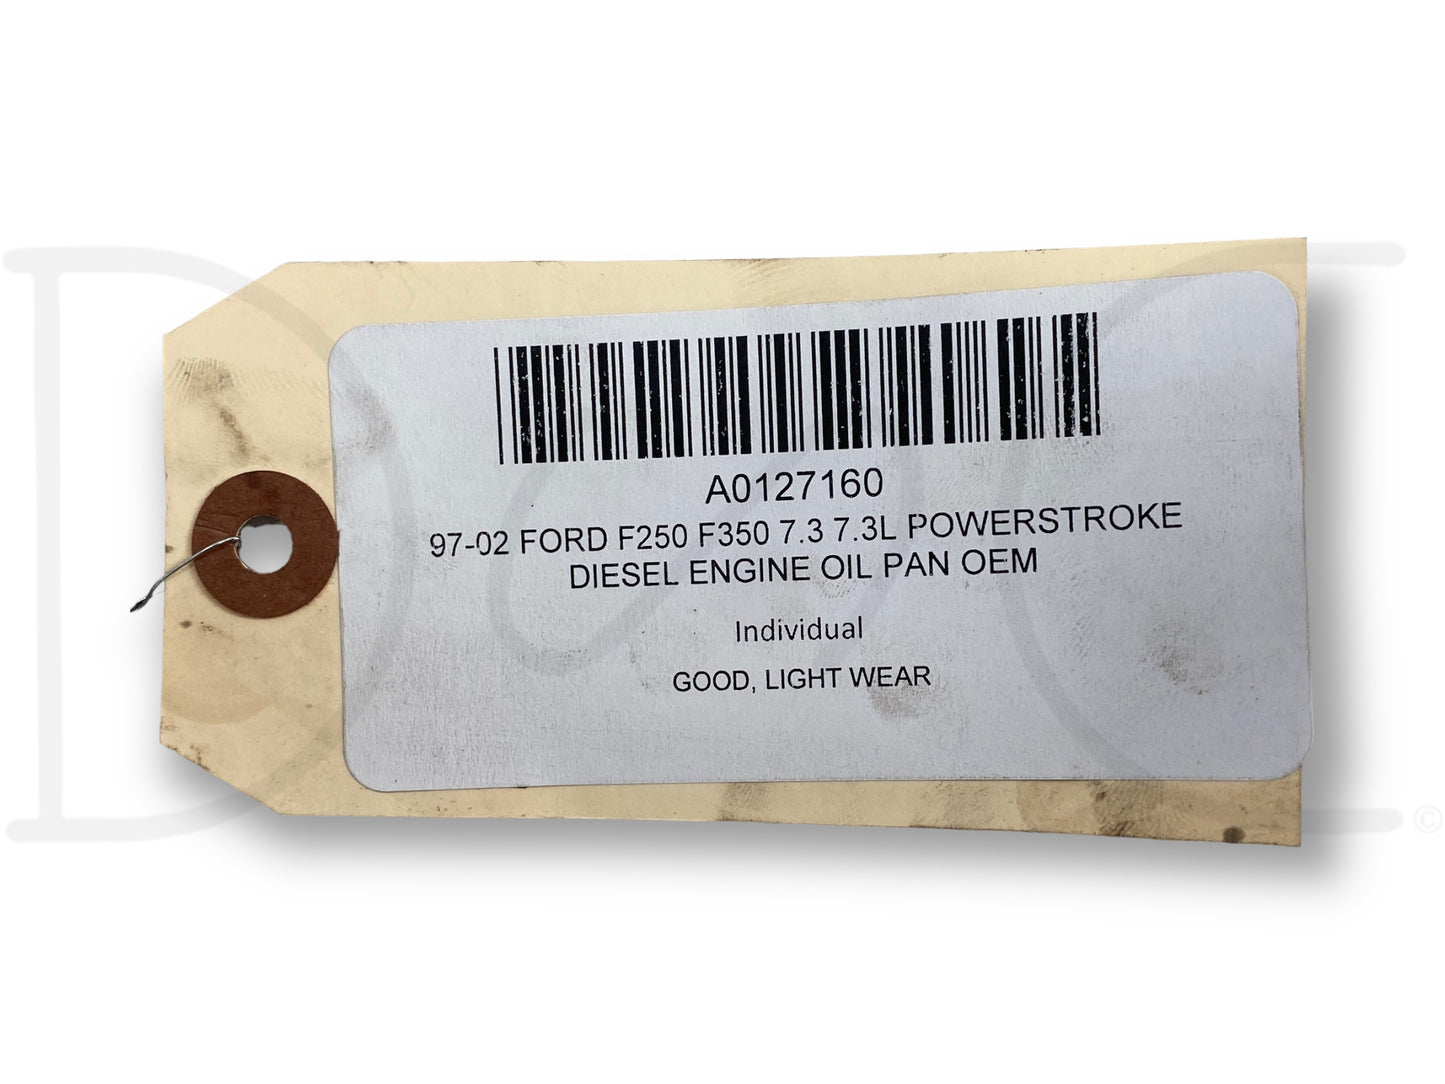 A0127160
97-02 FORD F250 F350 7.3 7.3L POWERSTROKE
DIESEL ENGINE OIL PAN OEM
Individual
GOOD, LIGHT WEAR
©